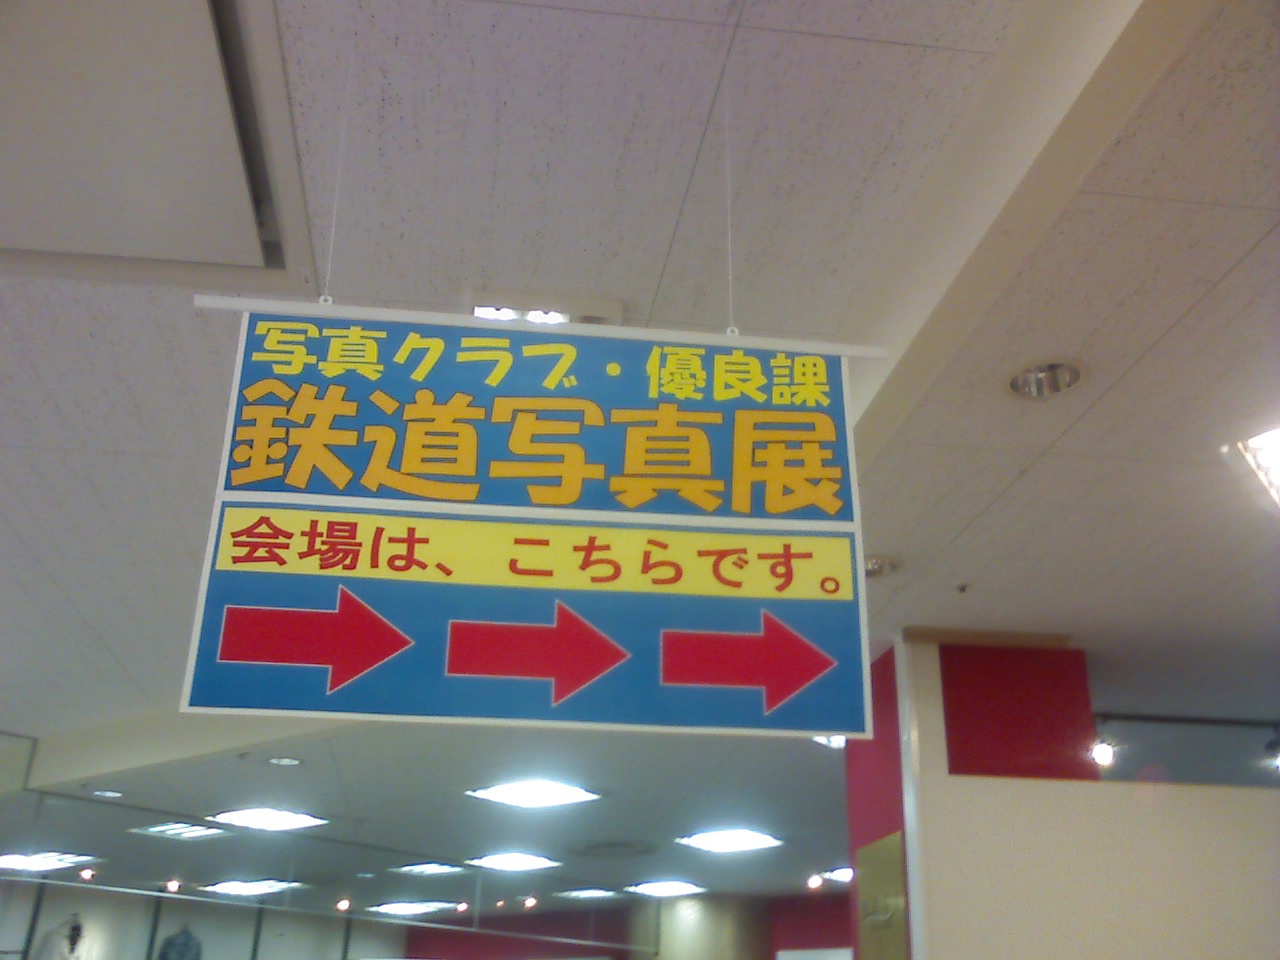 写真クラブ・優良課
鉄道写真展
会場は、こちらです。